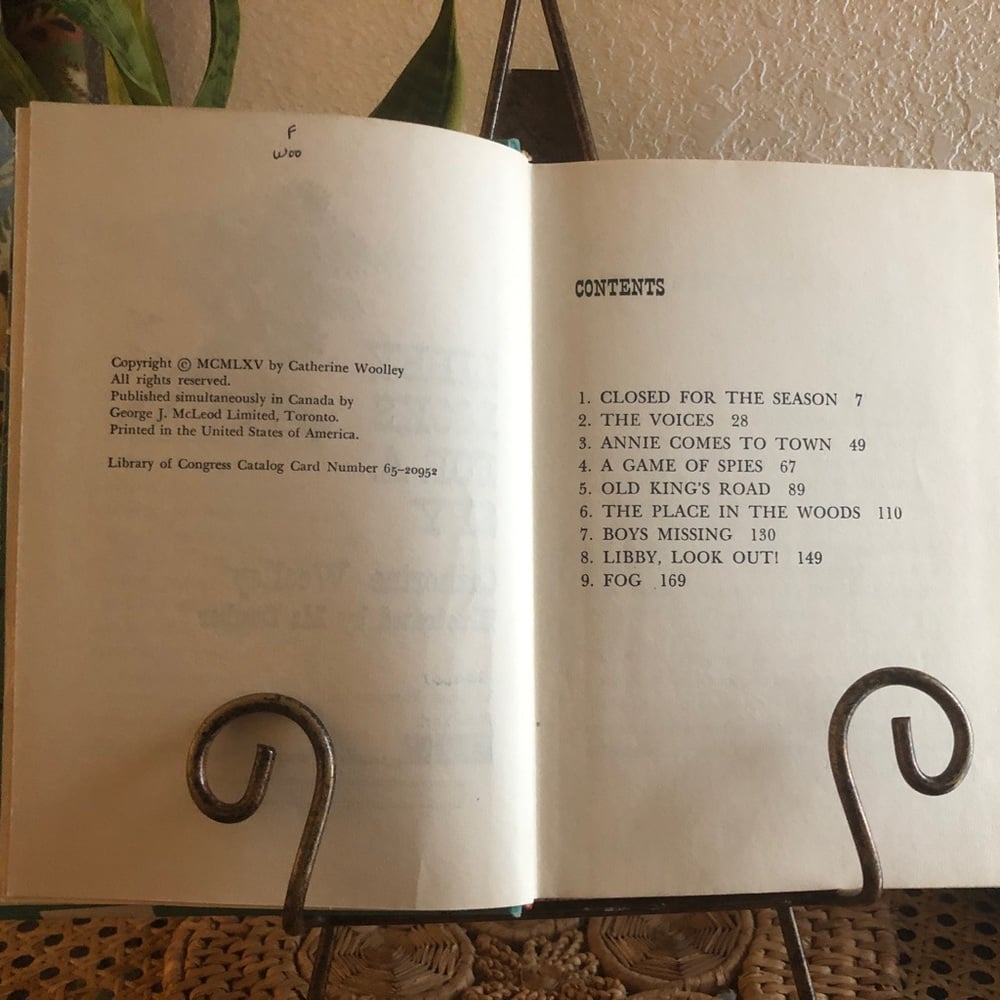 F
Woo
Copyright © MCMLXV by Catherine Woolley
All rights reserved.
Published simultaneously in Canada by
George J. McLeod Limited, Toronto.
Printed in the United States of America.
Library of Congress Catalog Card Number 65-20952
CONTENTS
1. CLOSED FOR THE SEASON 7
2. THE VOICES 28
3. ANNIE COMES TO TOWN 49
4. A GAME OF SPIES 67
5. OLD KING'S ROAD 89
6. THE PLACE IN THE WOODS 110
7. BOYS MISSING 130
8. LIBBY, LOOK OUT! 149
9. FOG 169